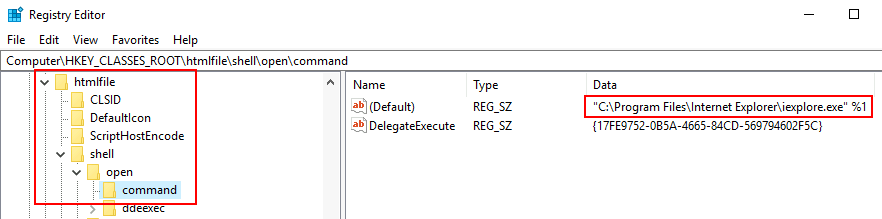 Registry Editor
File Edit View Favorites Help
Computer\HKEY_CLASSES_ROOT\htmlfile\shell\open\command
htmlfile
CLSID
DefaultIcon
ScriptHostEncode
shell
open
command
ddeexec
Name Type Data
(Default) REG_SZ "C:\Program Files\Internet Explorer\iexplore.exe" %1
DelegateExecute REG_SZ {17FE9752-0B5A-4665-84CD-569794602F5C}